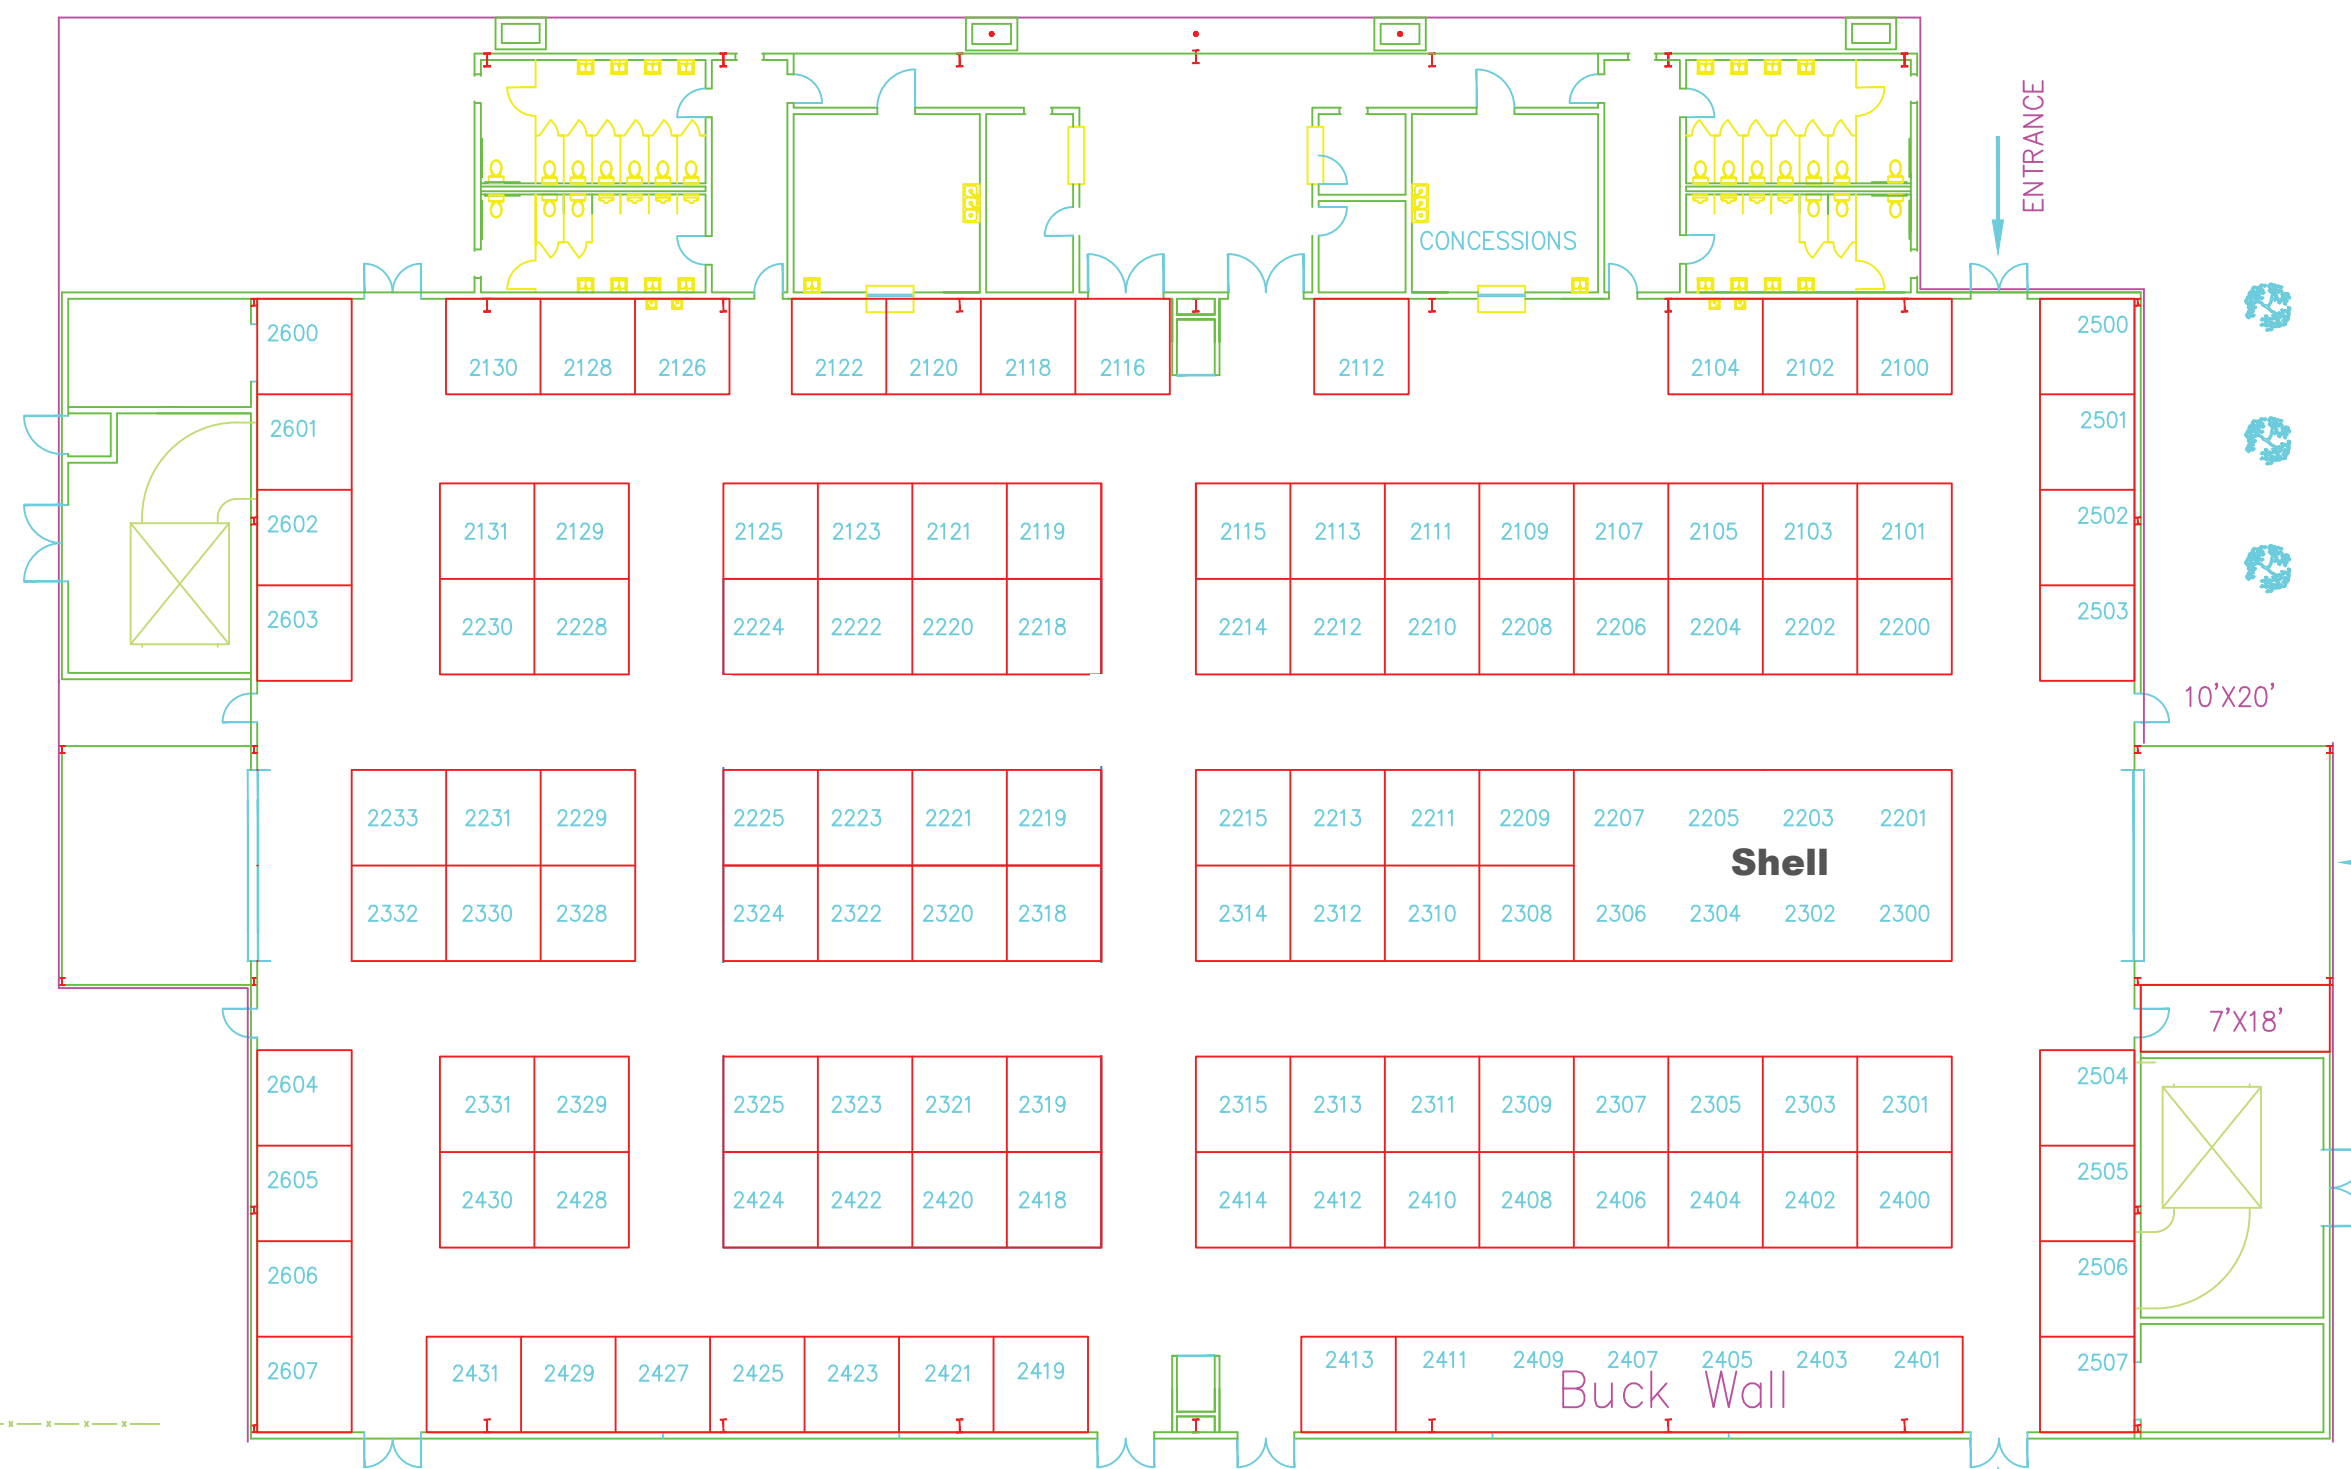 ENTRANCE
CONCESSIONS
2600 2130 2128 2126 2122 2120 2118 2116 2112 2104 2102 2100 2500
2601 2501
2602 2131 2129 2125 2123 2121 2119 2115 2113 2111 2109 2107 2105 2103 2101 2502
2603 2230 2228 2224 2222 2220 2218 2214 2212 2210 2208 2206 2204 2202 2200 2503
10'X20'
2233 2231 2229 2225 2223 2221 2219 2215 2213 2211 2209 2207 2205 2203 2201
Shell
2332 2330 2328 2324 2322 2320 2318 2314 2312 2310 2308 2306 2304 2302 2300
7'X18'
2604 2331 2329 2325 2323 2321 2319 2315 2313 2311 2309 2307 2305 2303 2301 2504
2605 2430 2428 2424 2422 2420 2418 2414 2412 2410 2408 2406 2404 2402 2400 2505
2606 2506
2607 2431 2429 2427 2425 2423 2421 2419 2413 2411 2409 2407 2405 2403 2401 2507
Buck Wall